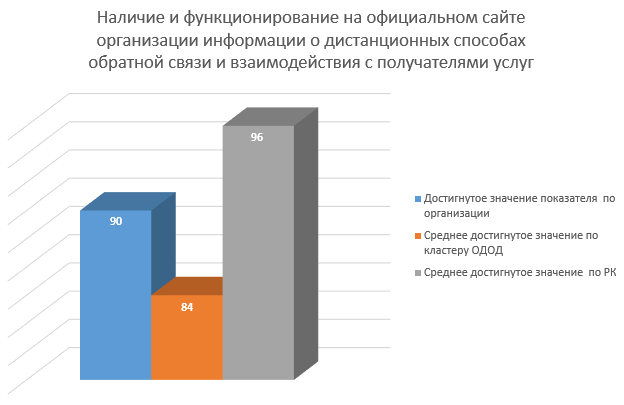 Наличие и функционирование на официальном сайте
организации информации о дистанционных способах
обратной связи и взаимодействия с получателями услуг
90
84
96
Достигнутое значение показателя по
организации
Среднее достигнутое значение по
кластеру ОДОД
Среднее достигнутое значение по РК